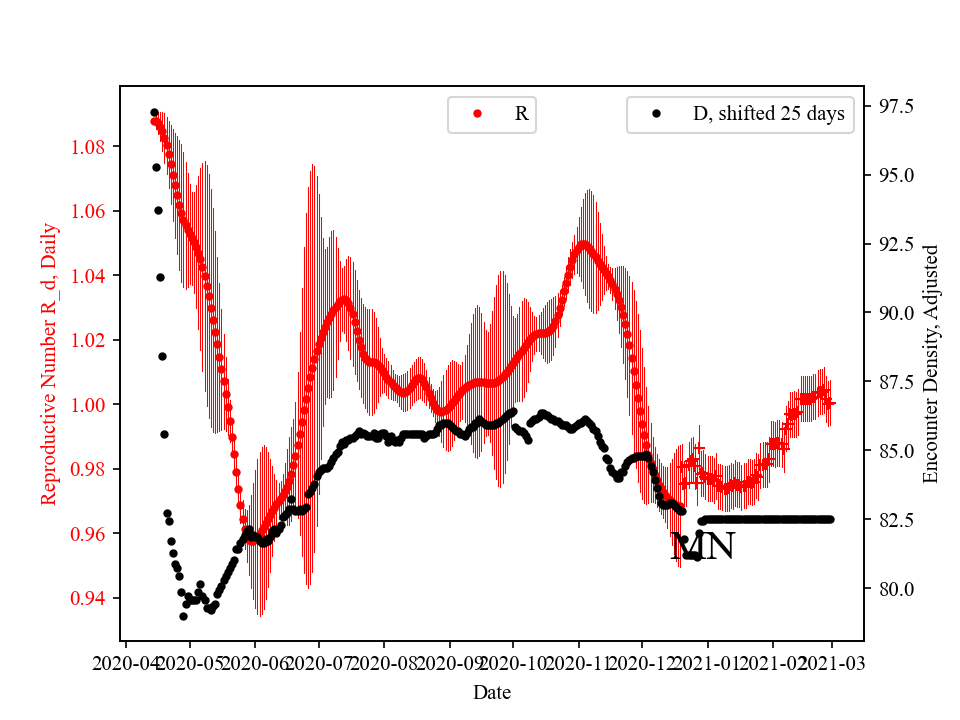 R
D, shifted 25 days
1.08
1.06
1.04
1.02
1.00
0.98
0.96
0.94
Reproductive Number R_d, Daily
97.5
95.0
92.5
90.0
87.5
85.0
82.5
80.0
Encounter Density, Adjusted
MN
2020-04 2020-05 2020-06 2020-07 2020-08 2020-09 2020-10 2020-11 2020-12 2021-01 2021-02 2021-03
Date